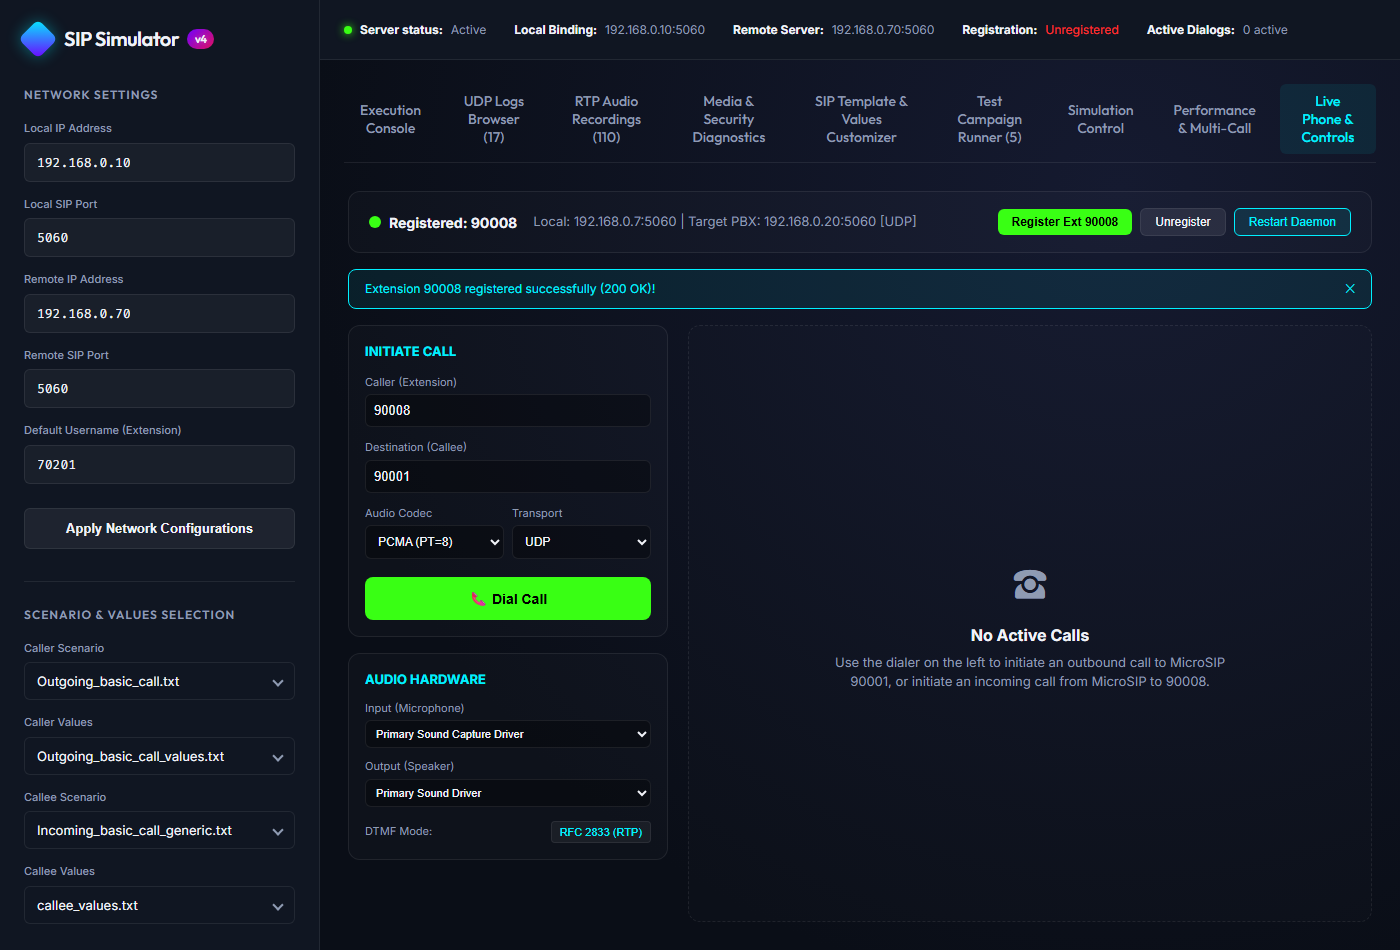 SIP Simulator v4
NETWORK SETTINGS
Local IP Address
192.168.0.10
Local SIP Port
5060
Remote IP Address
192.168.0.70
Remote SIP Port
5060
Default Username (Extension)
70201
Apply Network Configurations
SCENARIO & VALUES SELECTION
Caller Scenario
Outgoing_basic_call.txt
Caller Values
Outgoing_basic_call_values.txt
Callee Scenario
Incoming_basic_call_generic.txt
Callee Values
callee_values.txt
Server status: Active Local Binding: 192.168.0.10:5060 Remote Server: 192.168.0.70:5060 Registration: Unregistered Active Dialogs: 0 active
Execution
Console
UDP Logs
Browser
(17)
RTP Audio
Recordings
(110)
Media &
Security
Diagnostics
SIP Template &
Values
Customizer
Test
Campaign
Runner (5)
Simulation
Control
Performance
& Multi-Call
Live
Phone &
Controls
Registered: 90008 Local: 192.168.0.7:5060 | Target PBX: 192.168.0.20:5060 [UDP] Register Ext 90008 Unregister Restart Daemon
Extension 90008 registered successfully (200 OK)!
INITIATE CALL
Caller (Extension)
90008
Destination (Callee)
90001
Audio Codec Transport
PCMA (PT=8) UDP
Dial Call
AUDIO HARDWARE
Input (Microphone)
Primary Sound Capture Driver
Output (Speaker)
Primary Sound Driver
DTMF Mode: RFC 2833 (RTP)
No Active Calls
Use the dialer on the left to initiate an outbound call to MicroSIP
90001, or initiate an incoming call from MicroSIP to 90008.